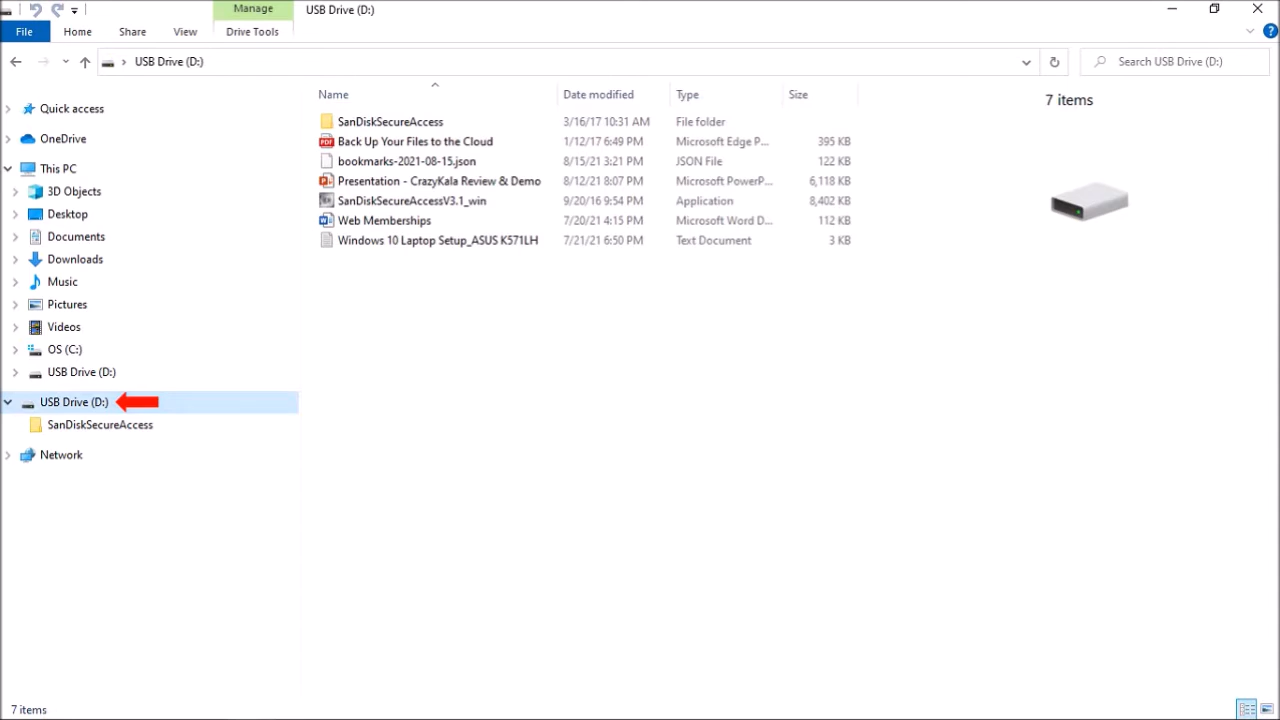 Manage
USB Drive (D:)
File
Home
Share
View
Drive Tools
USB Drive (D:)
Search USB Drive (D:)
Quick access
OneDrive
This PC
3D Objects
Desktop
Documents
Downloads
Music
Pictures
Videos
OS (C:)
USB Drive (D:)
USB Drive (D:)
SanDiskSecureAccess
Network
Name Date modified Type Size
SanDiskSecureAccess 3/16/17 10:31 AM File folder
Back Up Your Files to the Cloud 1/12/17 6:49 PM Microsoft Edge P... 395 KB
bookmarks-2021-08-15.json 8/15/21 3:21 PM JSON File 122 KB
Presentation - CrazyKala Review & Demo 8/12/21 8:07 PM Microsoft PowerP... 6,118 KB
SanDiskSecureAccessV3.1_win 9/20/16 9:54 PM Application 8,402 KB
Web Memberships 7/20/21 4:15 PM Microsoft Word D... 112 KB
Windows 10 Laptop Setup_ASUS K571LH 7/21/21 6:50 PM Text Document 3 KB
7 items
7 items